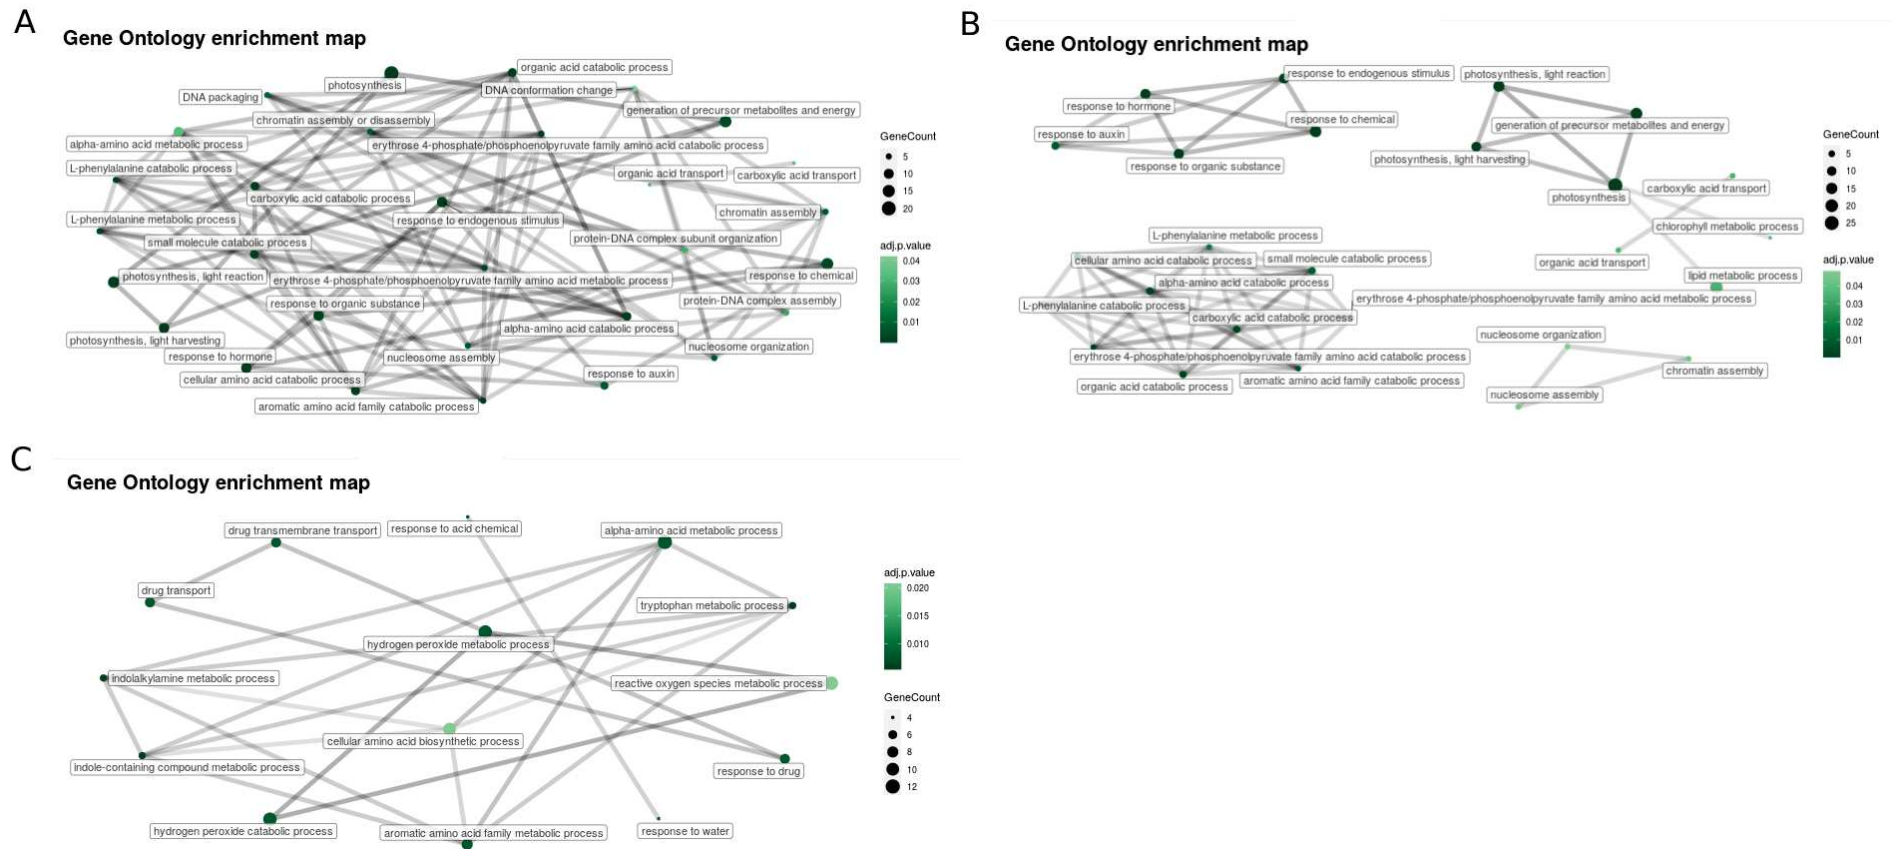 A
Gene Ontology enrichment map
organic acid catabolic process
photosynthesis
DNA conformation change
DNA packaging
generation of precursor metabolites and energy
chromatin assembly or disassembly
alpha-amino acid metabolic process
erythrose 4-phosphate/phosphoenolpyruvate family amino acid catabolic process
L-phenylalanine catabolic process
organic acid transport
carboxylic acid transport
carboxylic acid catabolic process
chromatin assembly
L-phenylalanine metabolic process
response to endogenous stimulus
small molecule catabolic process
protein-DNA complex subunit organization
photosynthesis, light reaction
erythrose 4-phosphate/phosphoenolpyruvate family amino acid metabolic process
response to chemical
response to organic substance
protein-DNA complex assembly
alpha-amino acid catabolic process
photosynthesis, light harvesting
nucleosome organization
response to hormone
nucleosome assembly
response to auxin
cellular amino acid catabolic process
aromatic amino acid family catabolic process
GeneCount
5
10
15
20
adj.p.value
0.04
0.03
0.02
0.01
B
Gene Ontology enrichment map
response to endogenous stimulus
photosynthesis, light reaction
response to hormone
response to chemical
generation of precursor metabolites and energy
response to auxin
response to organic substance
photosynthesis, light harvesting
carboxylic acid transport
photosynthesis
chlorophyll metabolic process
L-phenylalanine metabolic process
cellular amino acid catabolic process
small molecule catabolic process
organic acid transport
lipid metabolic process
alpha-amino acid catabolic process
erythrose 4-phosphate/phosphoenolpyruvate family amino acid metabolic process
L-phenylalanine catabolic process
carboxylic acid catabolic process
nucleosome organization
erythrose 4-phosphate/phosphoenolpyruvate family amino acid catabolic process
chromatin assembly
organic acid catabolic process
aromatic amino acid family catabolic process
nucleosome assembly
GeneCount
5
10
15
20
25
adj.p.value
0.04
0.03
0.02
0.01
C
Gene Ontology enrichment map
drug transmembrane transport
response to acid chemical
alpha-amino acid metabolic process
drug transport
tryptophan metabolic process
hydrogen peroxide metabolic process
indolalkylamine metabolic process
reactive oxygen species metabolic process
cellular amino acid biosynthetic process
indole-containing compound metabolic process
response to drug
hydrogen peroxide catabolic process
aromatic amino acid family metabolic process
response to water
adj.p.value
0.020
0.015
0.010
GeneCount
4
6
8
10
12